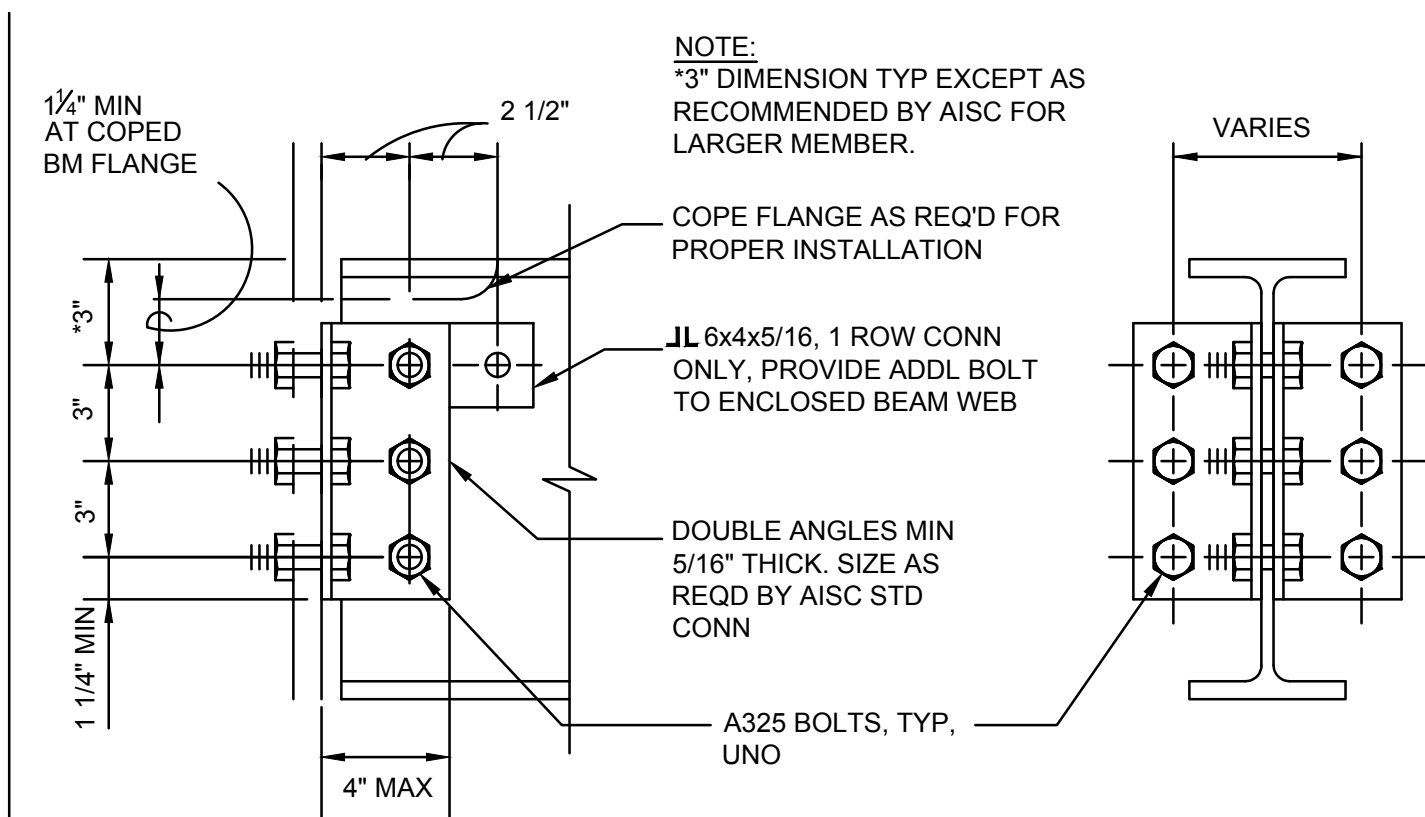 NOTE:
*3" DIMENSION TYP EXCEPT AS
RECOMMENDED BY AISC FOR
LARGER MEMBER.
1¼" MIN
AT COPED
BM FLANGE
2 1/2"
VARIES
COPE FLANGE AS REQ'D FOR
PROPER INSTALLATION
*3"
3"
3"
1 1/4" MIN
⅃L 6x4x5/16, 1 ROW CONN
ONLY, PROVIDE ADDL BOLT
TO ENCLOSED BEAM WEB
DOUBLE ANGLES MIN
5/16" THICK. SIZE AS
REQD BY AISC STD
CONN
A325 BOLTS, TYP,
UNO
4" MAX